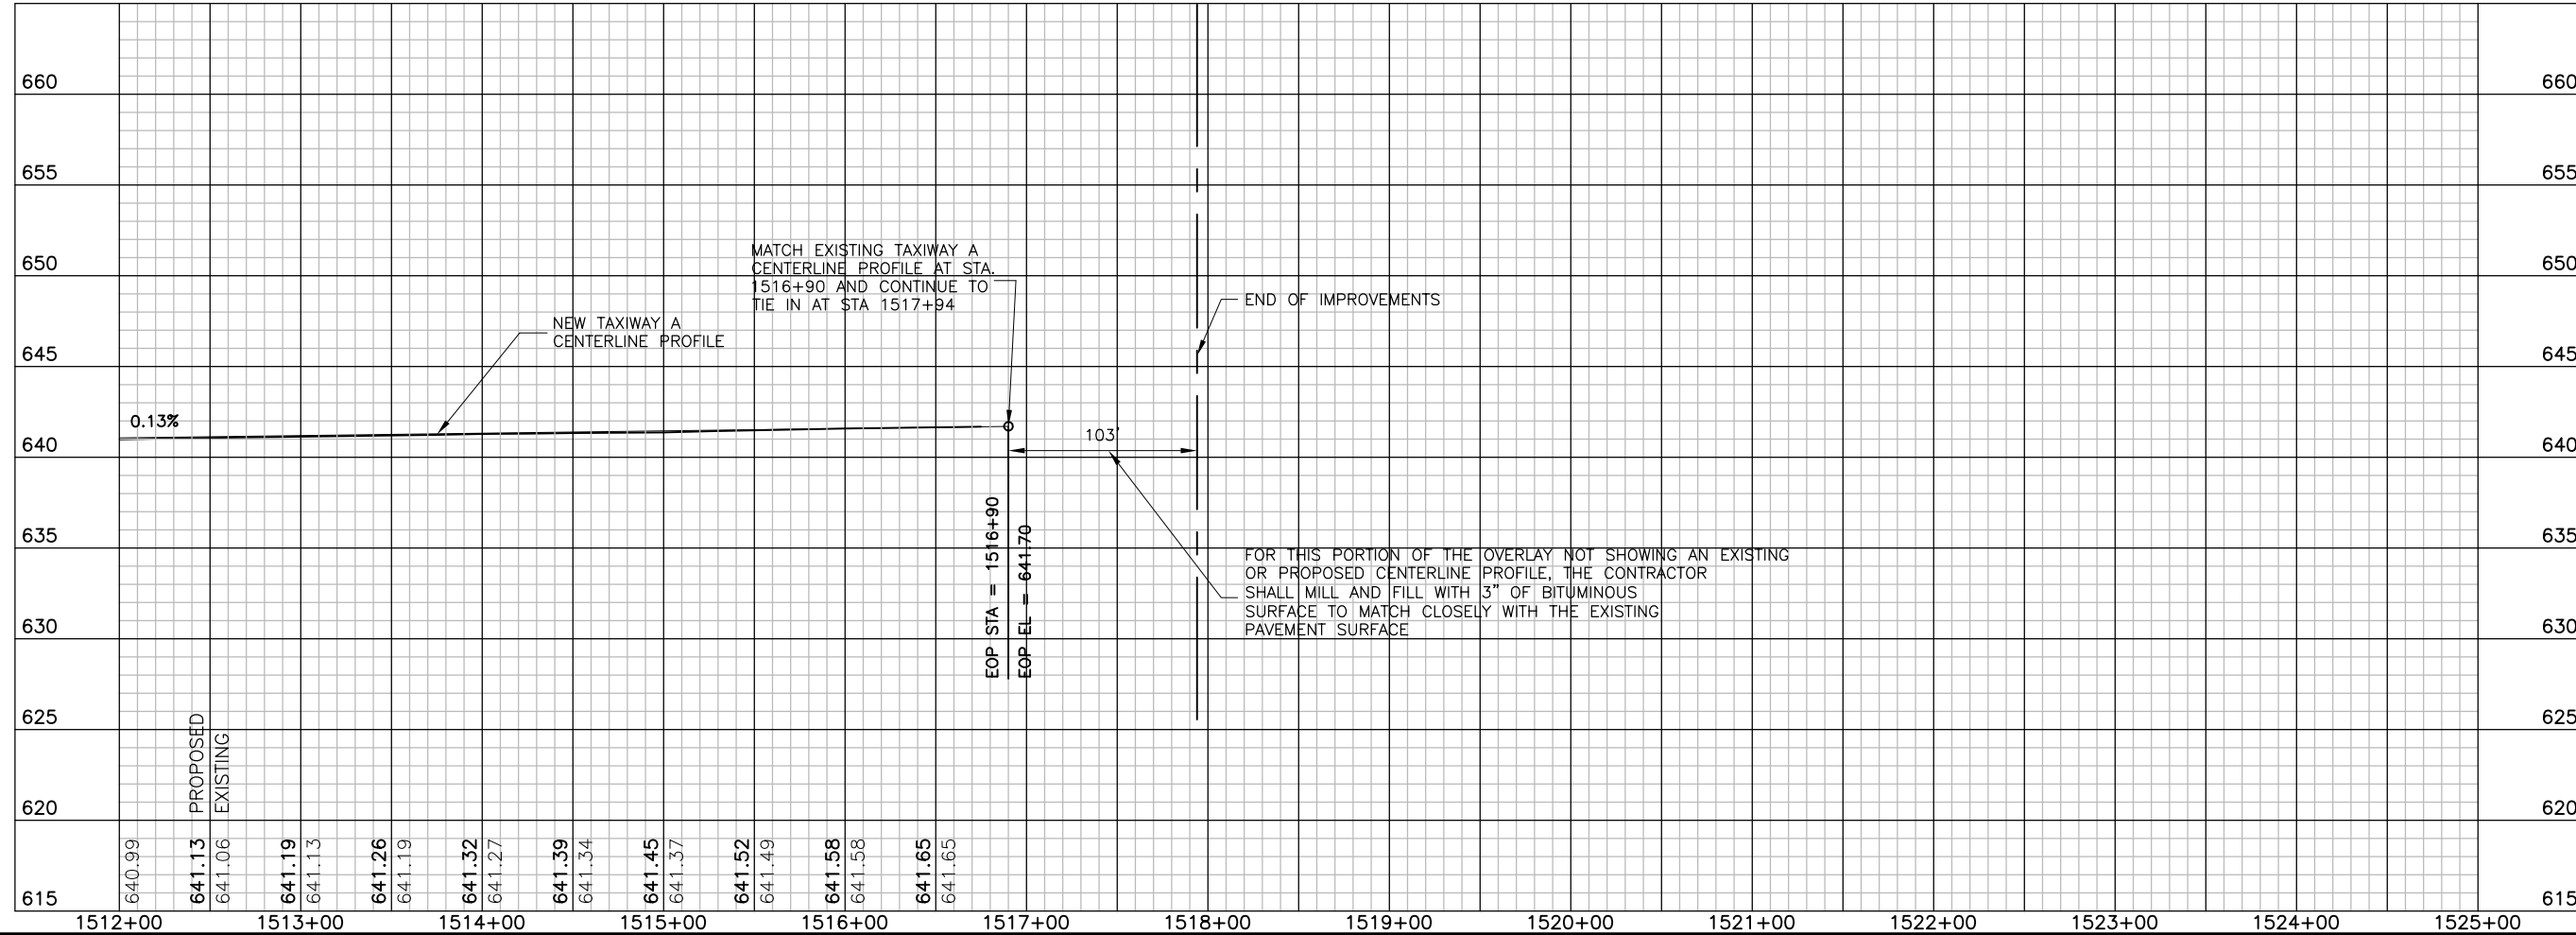 660
660
655
655
MATCH EXISTING TAXIWAY A
CENTERLINE PROFILE AT STA.
1516+90 AND CONTINUE TO
TIE IN AT STA 1517+94
650
650
END OF IMPROVEMENTS
NEW TAXIWAY A
CENTERLINE PROFILE
645
645
0.13%
103'
640
640
EOP STA = 1516+90
EOP EL = 641.70
635
635
FOR THIS PORTION OF THE OVERLAY NOT SHOWING AN EXISTING
OR PROPOSED CENTERLINE PROFILE, THE CONTRACTOR
SHALL MILL AND FILL WITH 3" OF BITUMINOUS
SURFACE TO MATCH CLOSELY WITH THE EXISTING
PAVEMENT SURFACE
630
630
625
625
PROPOSED
EXISTING
620
620
640.99
641.13
641.06
641.19
641.13
641.26
641.19
641.32
641.27
641.39
641.34
641.45
641.37
641.52
641.49
641.58
641.58
641.65
641.65
615
615
1512+00 1513+00 1514+00 1515+00 1516+00 1517+00 1518+00 1519+00 1520+00 1521+00 1522+00 1523+00 1524+00 1525+00